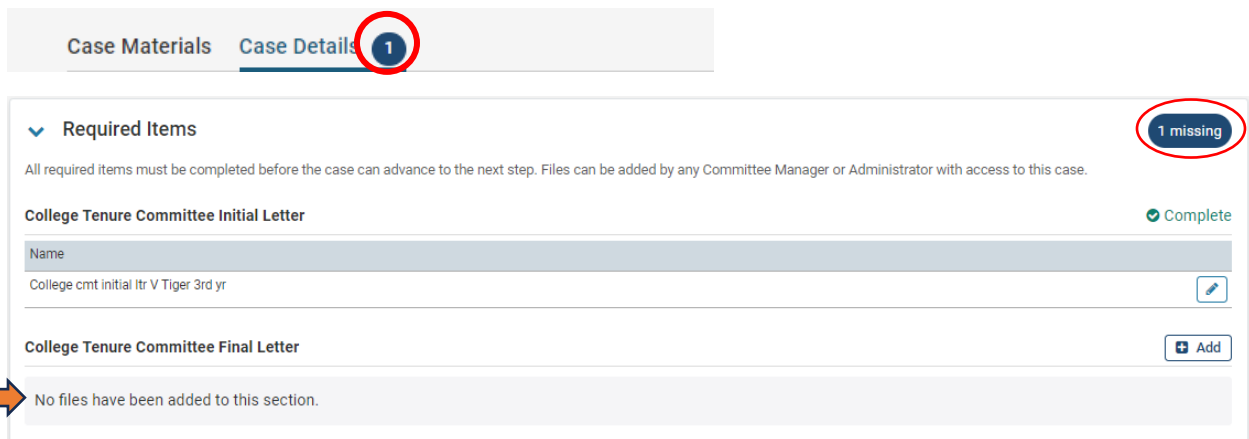 Case Materials Case Details 1
Required Items 1 missing
All required items must be completed before the case can advance to the next step. Files can be added by any Committee Manager or Administrator with access to this case.
College Tenure Committee Initial Letter Complete
Name
College cmt initial ltr V Tiger 3rd yr
College Tenure Committee Final Letter Add
No files have been added to this section.